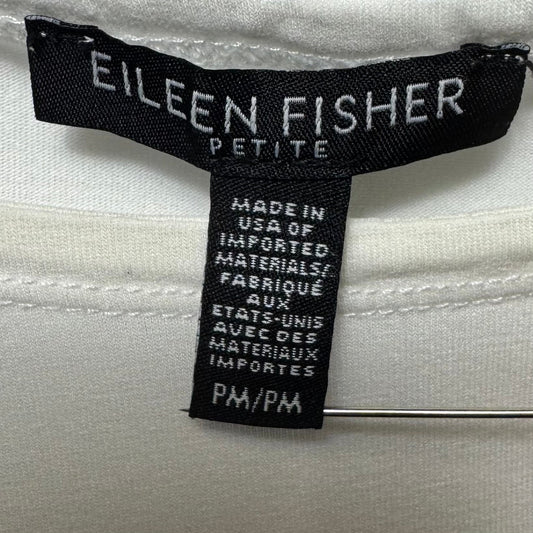 EILEEN FISHER
PETITE
MADE IN
USA OF
IMPORTED
MATERIALS/
FABRIQUÉ
AUX
ETATS-UNIS
AVEC DES
MATERIAUX
IMPORTES
PM/PM